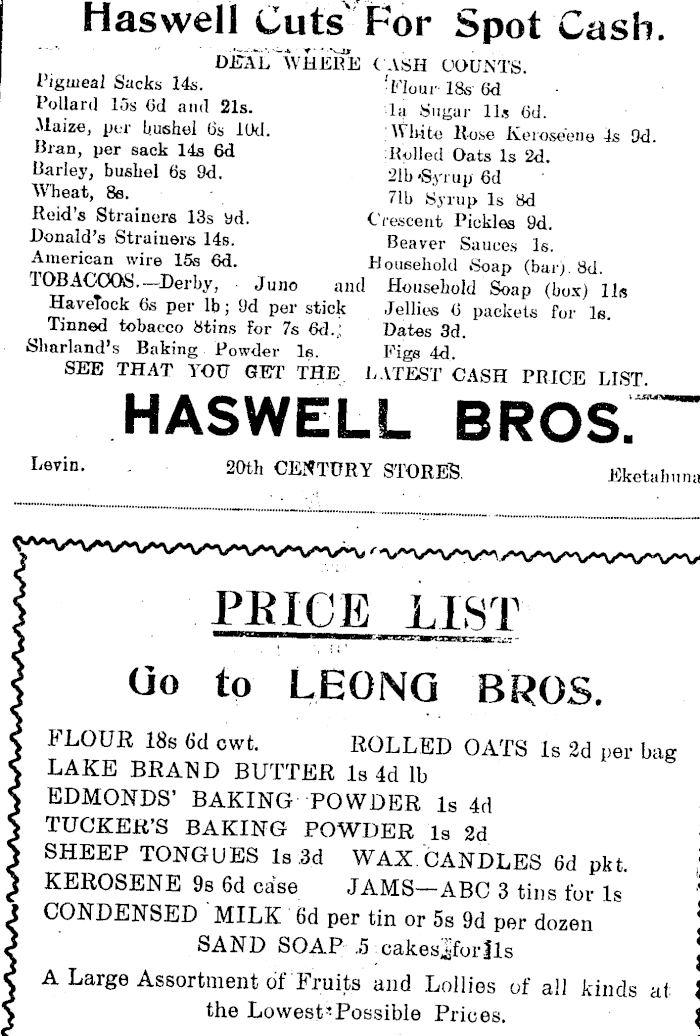 Haswell Cuts For Spot Cash.
DEAL WHERE CASH COUNTS.
Pigmeal Sacks 14s.
Pollard 15s 6d and 21s.
Maize, per bushel 6s 10d.
Bran, per sack 14s 6d
Barley, bushel 6s 9d.
Wheat, 8s.
Reid's Strainers 13s 9d.
Donald's Strainers 14s.
American wire 15s 6d.
TOBACCOS.—Derby, Juno and
Havelock 6s per lb; 9d per stick
Tinned tobacco 8tins for 7s 6d.
Sharland's Baking Powder 1s.
Flour 18s 6d
1a Sugar 11s 6d.
White Rose Keroseene 4s 9d.
Rolled Oats 1s 2d.
2lb Syrup 6d
7lb Syrup 1s 8d
Crescent Pickles 9d.
Beaver Sauces 1s.
Household Soap (bar) 8d.
Household Soap (box) 11s
Jellies 6 packets for 1s.
Dates 3d.
Figs 4d.
SEE THAT YOU GET THE LATEST CASH PRICE LIST.
HASWELL BROS.
Levin. 20th CENTURY STORES. Eketahuna
PRICE LIST
Go to LEONG BROS.
FLOUR 18s 6d cwt. ROLLED OATS 1s 2d per bag
LAKE BRAND BUTTER 1s 4d lb
EDMONDS' BAKING POWDER 1s 4d
TUCKER'S BAKING POWDER 1s 2d
SHEEP TONGUES 1s 3d WAX CANDLES 6d pkt.
KEROSENE 9s 6d case JAMS—ABC 3 tins for 1s
CONDENSED MILK 6d per tin or 5s 9d per dozen
SAND SOAP 5 cakes for 1s
A Large Assortment of Fruits and Lollies of all kinds at
the Lowest Possible Prices.